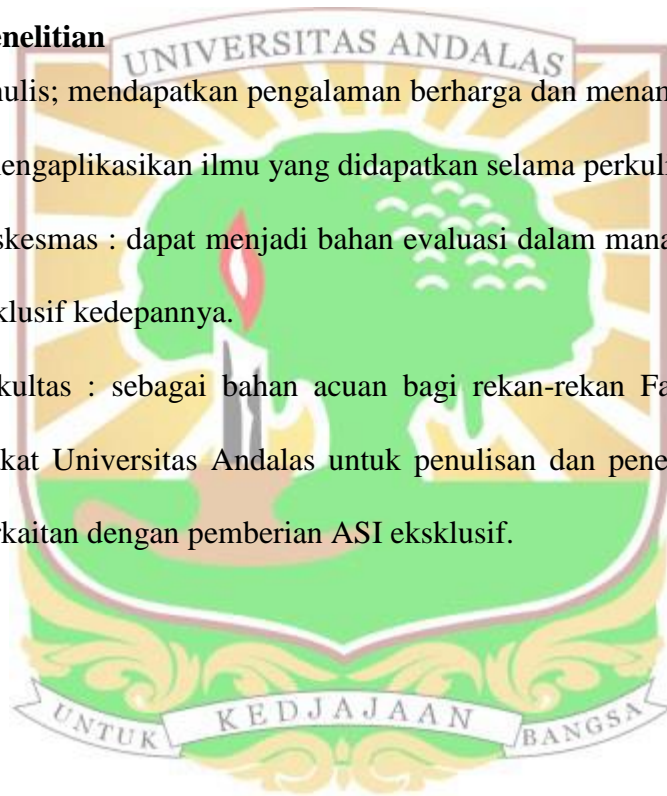 enelitian
UNIVERSITAS ANDALAS
ulis; mendapatkan pengalaman berharga dan menam
engaplikasikan ilmu yang didapatkan selama perkuli
skesmas : dapat menjadi bahan evaluasi dalam mana
klusif kedepannya.
kultas : sebagai bahan acuan bagi rekan-rekan Fa
kat Universitas Andalas untuk penulisan dan pene
rkaitan dengan pemberian ASI eksklusif.
UNTUK KEDJAJAAN BANGSA